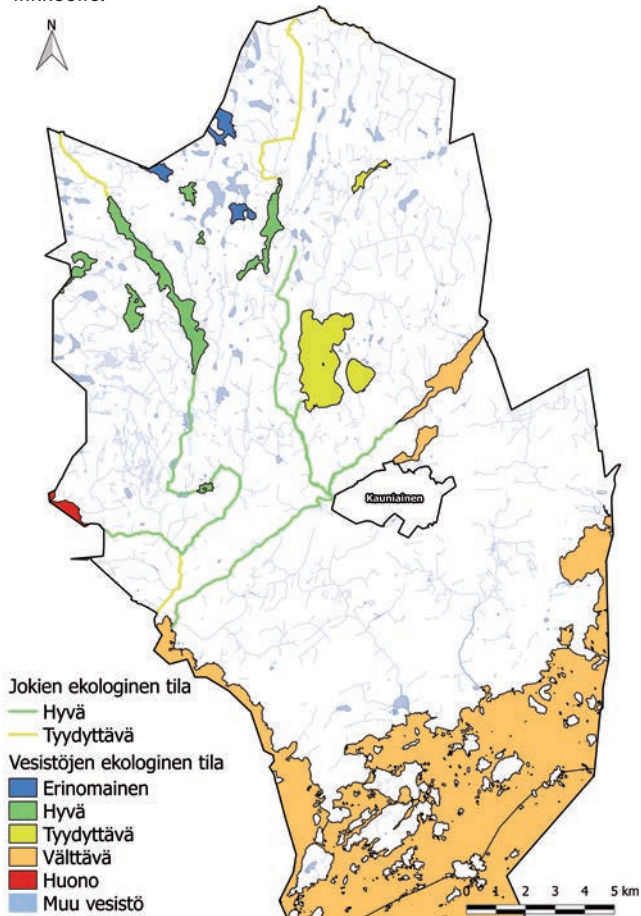 N
Kauniainen
Jokien ekologinen tila
Hyvä
Tyydyttävä
Vesistöjen ekologinen tila
Erinomainen
Hyvä
Tyydyttävä
Välttävä
Huono
Muu vesistö
0 1 2 3 4 5 km